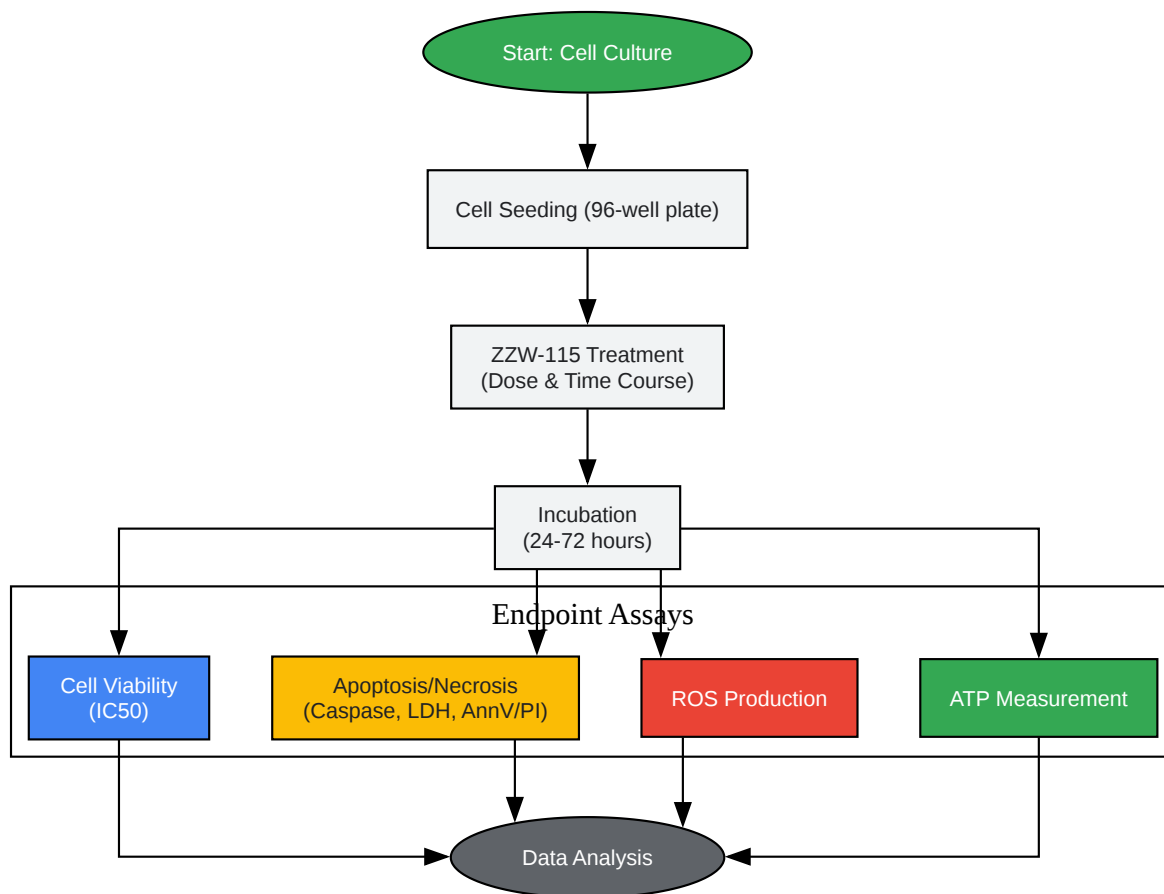 Start: Cell Culture
Cell Seeding (96-well plate)
ZZW-115 Treatment
(Dose & Time Course)
Incubation
(24-72 hours)
Endpoint Assays
Cell Viability
(IC50)
Apoptosis/Necrosis
(Caspase, LDH, AnnV/PI)
ROS Production
ATP Measurement
Data Analysis